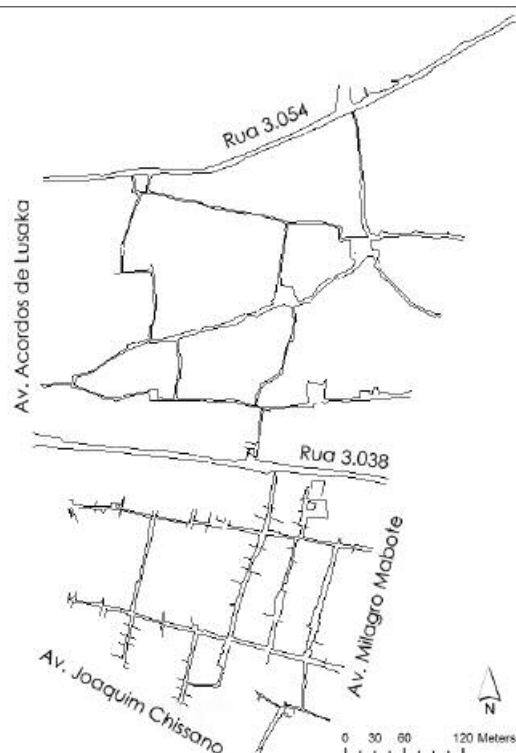 Rua 3.054
Av. Acordos de Lusaka
Rua 3.038
Av. Milagro Mabote
Av. Joaquim Chissano
N
0 30 60 120 Meters